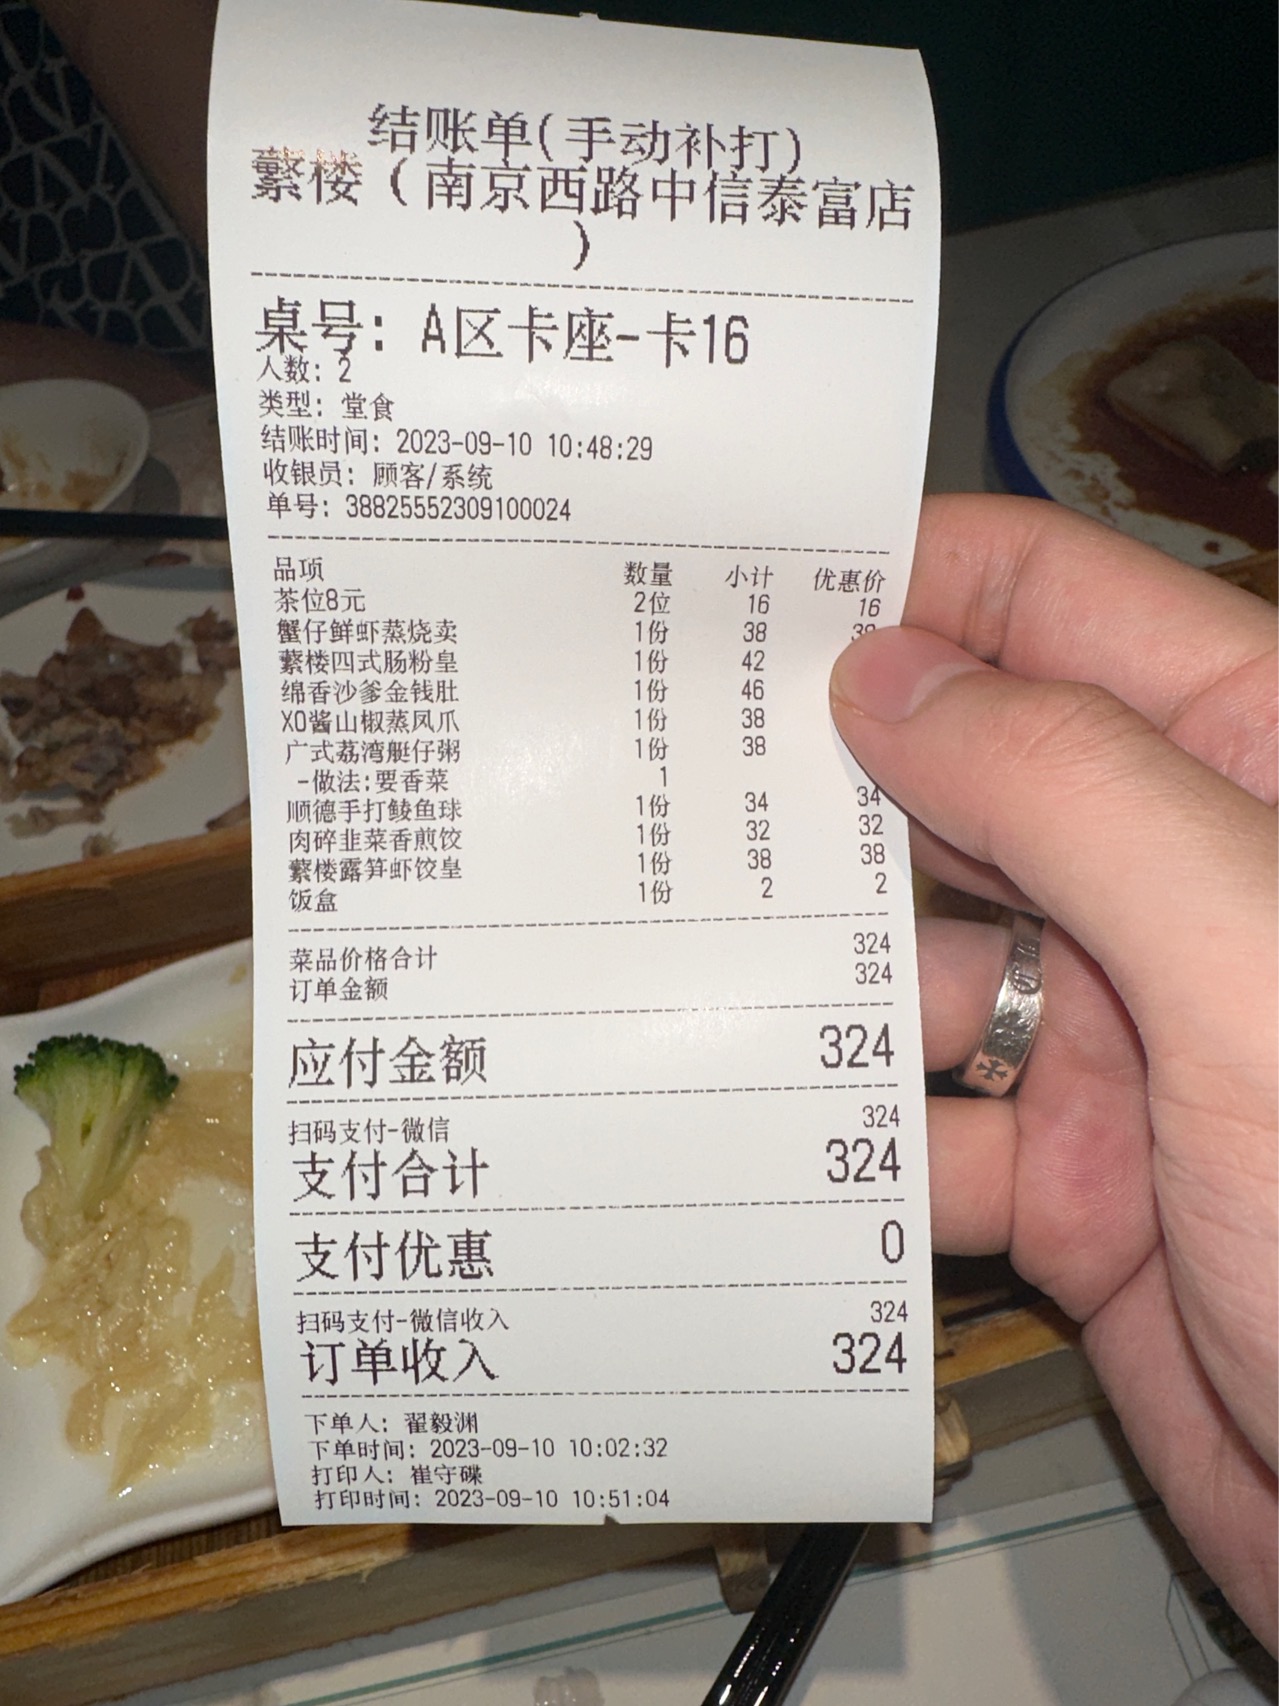 结账单(手动补打)
蘩楼（南京西路中信泰富店
）
桌号: A区卡座-卡16
人数: 2
类型: 堂食
结账时间: 2023-09-10 10:48:29
收银员: 顾客/系统
单号: 38825552309100024
品项 数量 小计 优惠价
茶位8元 2位 16 16
蟹仔鲜虾蒸烧卖 1份 38
蘩楼四式肠粉皇 1份 42
绵香沙爹金钱肚 1份 46
XO酱山椒蒸凤爪 1份 38
广式荔湾艇仔粥 1份 38
-做法:要香菜 1
顺德手打鲮鱼球 1份 34 34
肉碎韭菜香煎饺 1份 32 32
蘩楼露笋虾饺皇 1份 38 38
饭盒 1份 2 2
菜品价格合计 324
订单金额 324
应付金额 324
扫码支付-微信 324
支付合计 324
支付优惠 0
扫码支付-微信收入 324
订单收入 324
下单人: 翟毅渊
下单时间: 2023-09-10 10:02:32
打印人: 崔守碟
打印时间: 2023-09-10 10:51:04